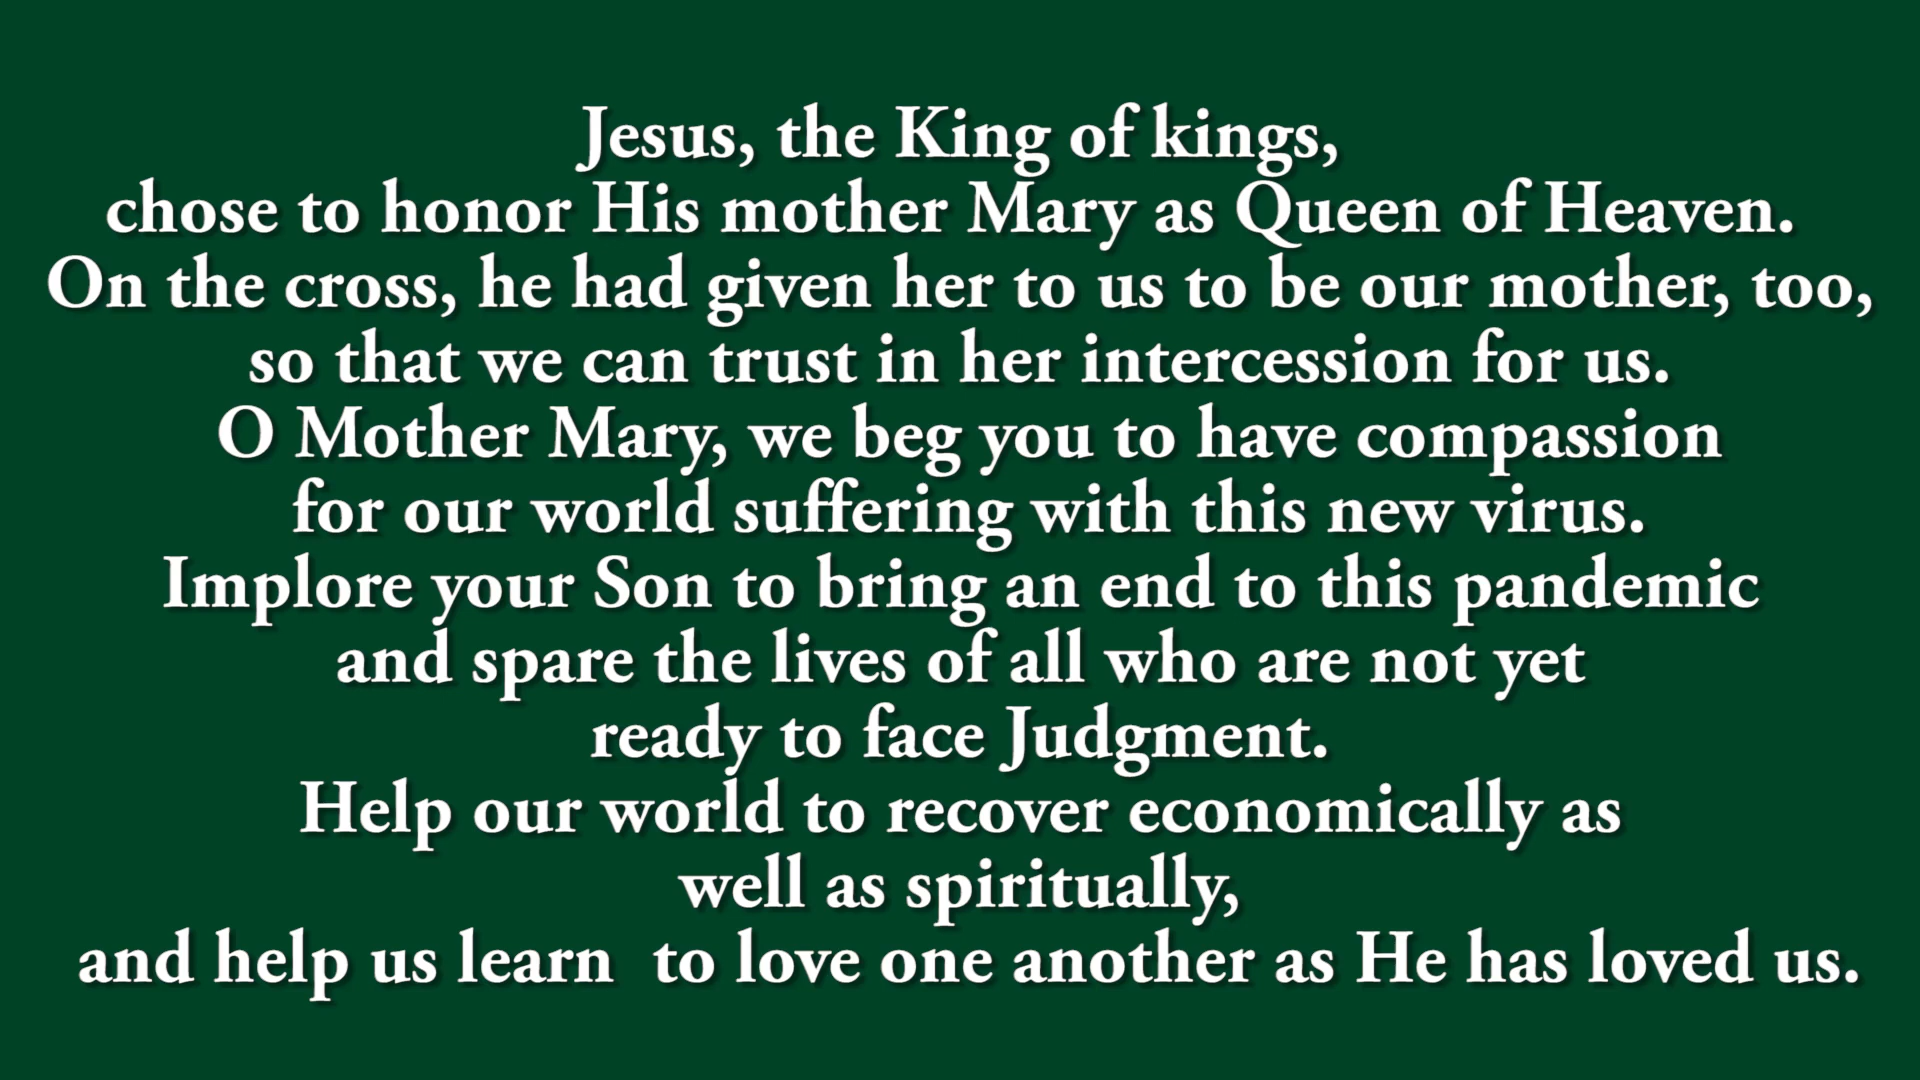 Jesus, the King of kings,
chose to honor His mother Mary as Queen of Heaven.
On the cross, he had given her to us to be our mother, too,
so that we can trust in her intercession for us.
O Mother Mary, we beg you to have compassion
for our world suffering with this new virus.
Implore your Son to bring an end to this pandemic
and spare the lives of all who are not yet
ready to face Judgment.
Help our world to recover economically as
well as spiritually,
and help us learn  to love one another as He has loved us.